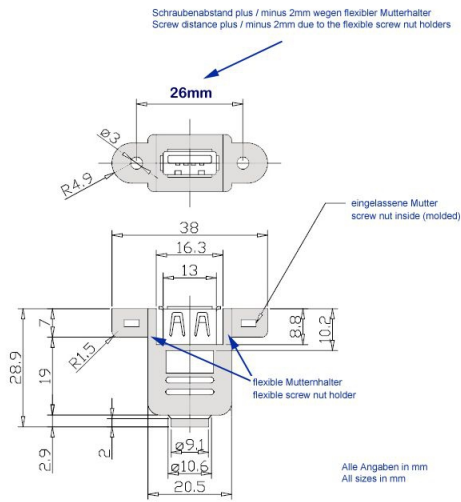 Schraubenabstand plus / minus 2mm wegen flexibler Mutterhalter
Screw distance plus / minus 2mm due to the flexible screw nut holders
26mm
ø3
R4.9
eingelassene Mutter
screw nut inside (molded)
38
16.3
13
7
8.8
10.2
R1.5
28.9
19
flexible Mutternhalter
flexible screw nut holder
2.9
2
ø9.1
ø10.6
20.5
Alle Angaben in mm
All sizes in mm